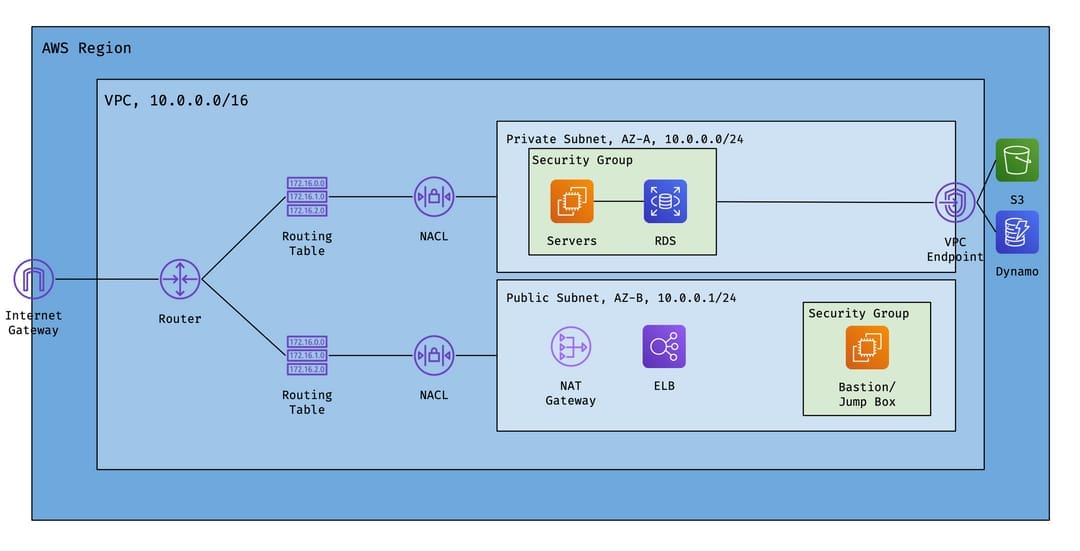 AWS Region
VPC, 10.0.0.0/16
Private Subnet, AZ-A, 10.0.0.0/24
Security Group
Servers
RDS
172.16.0.0
172.16.1.0
172.16.2.0
Routing
Table
NACL
VPC
Endpoint
S3
Dynamo
Internet
Gateway
Router
Public Subnet, AZ-B, 10.0.0.1/24
NAT
Gateway
ELB
Security Group
Bastion/
Jump Box
172.16.0.0
172.16.1.0
172.16.2.0
Routing
Table
NACL